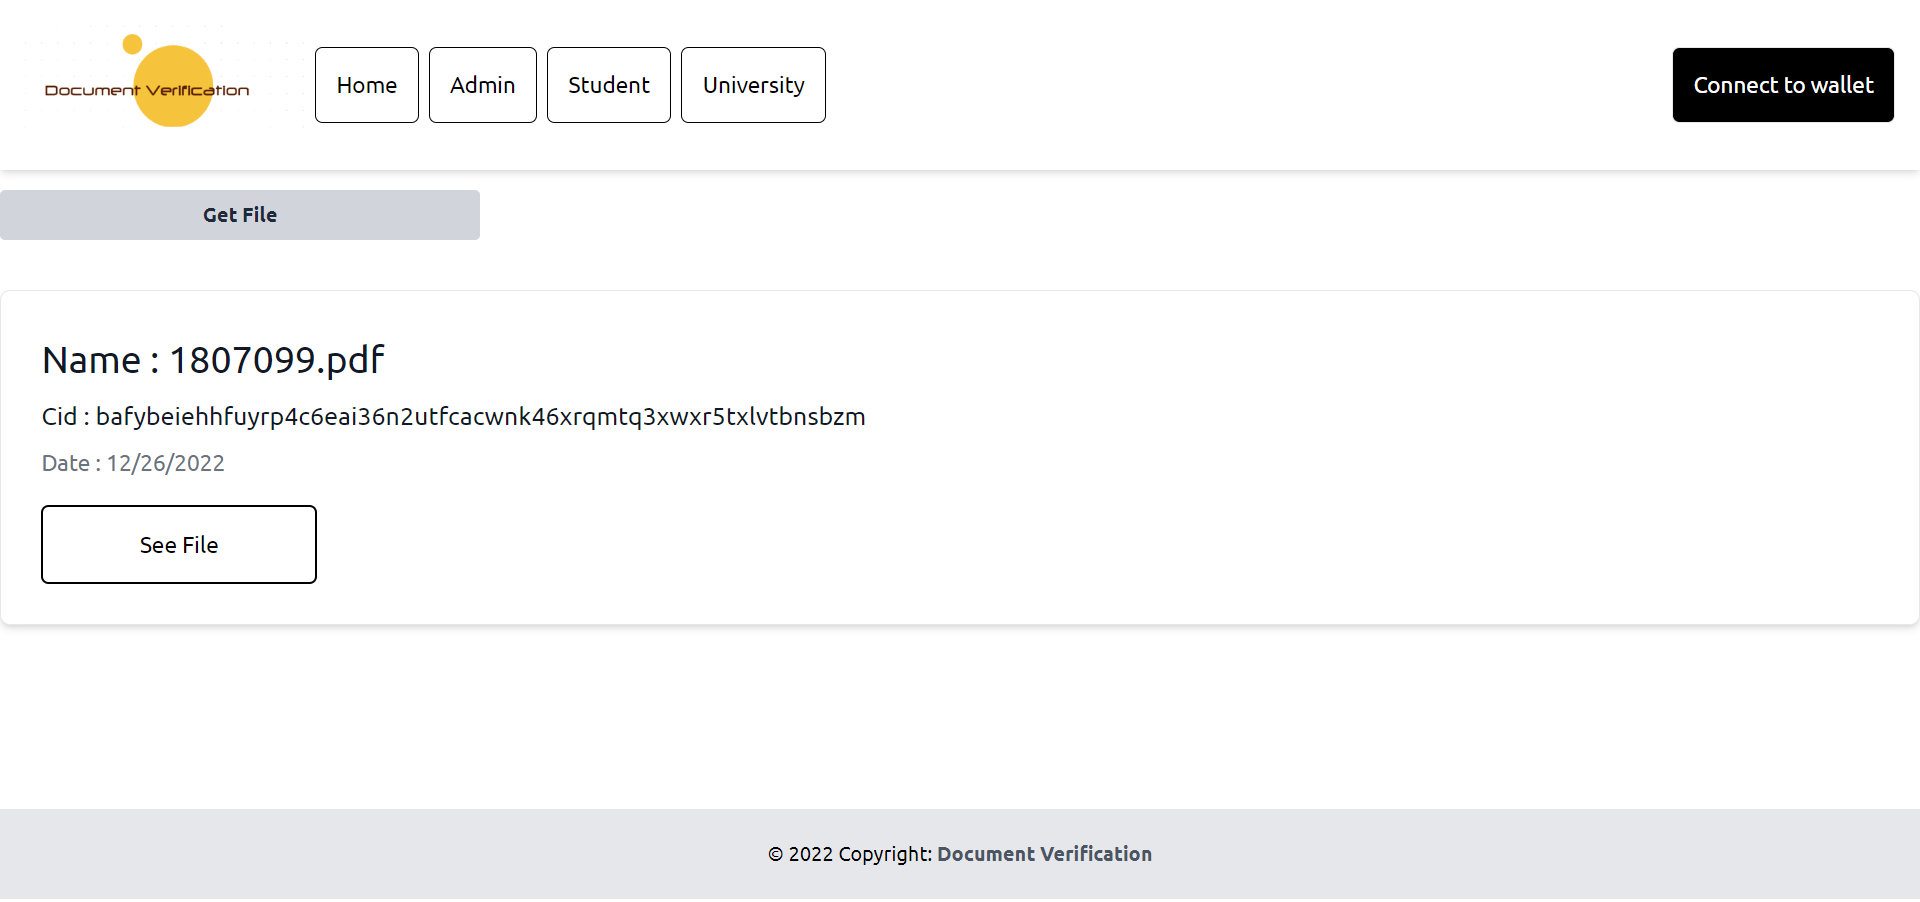 Document Verification
Home Admin Student University Connect to wallet
Get File
Name : 1807099.pdf
Cid : bafybeiehhfuyrp4c6eai36n2utfcacwnk46xrqmtq3xwxr5txlvtbnsbzm
Date : 12/26/2022
See File
© 2022 Copyright: Document Verification